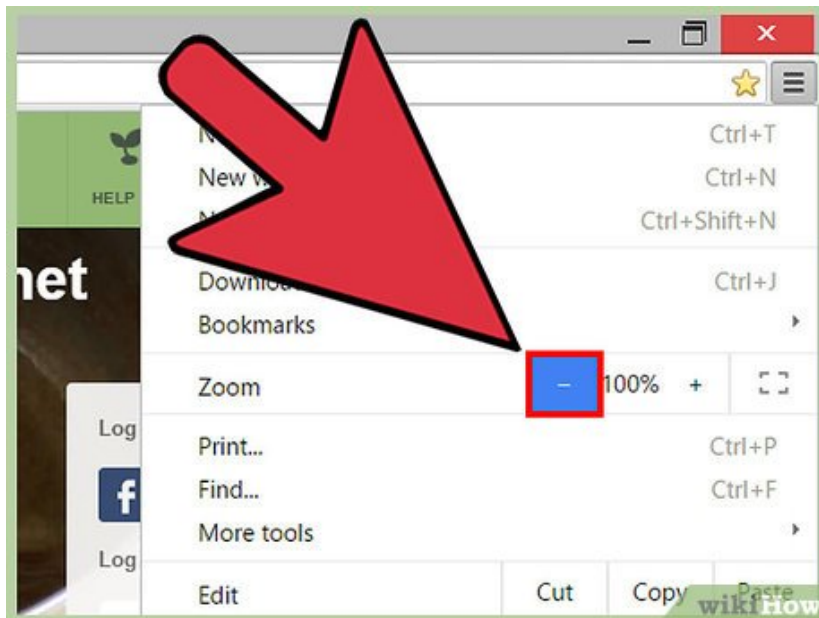 Ctrl+T
HELP
New
Ctrl+N
Ctrl+Shift+N
net
Ctrl+J
Bookmarks
Zoom
–
100%
+
Log
Print...
Ctrl+P
f
Find...
Ctrl+F
More tools
Log
Edit
Cut
Copy
Paste
wikiHow